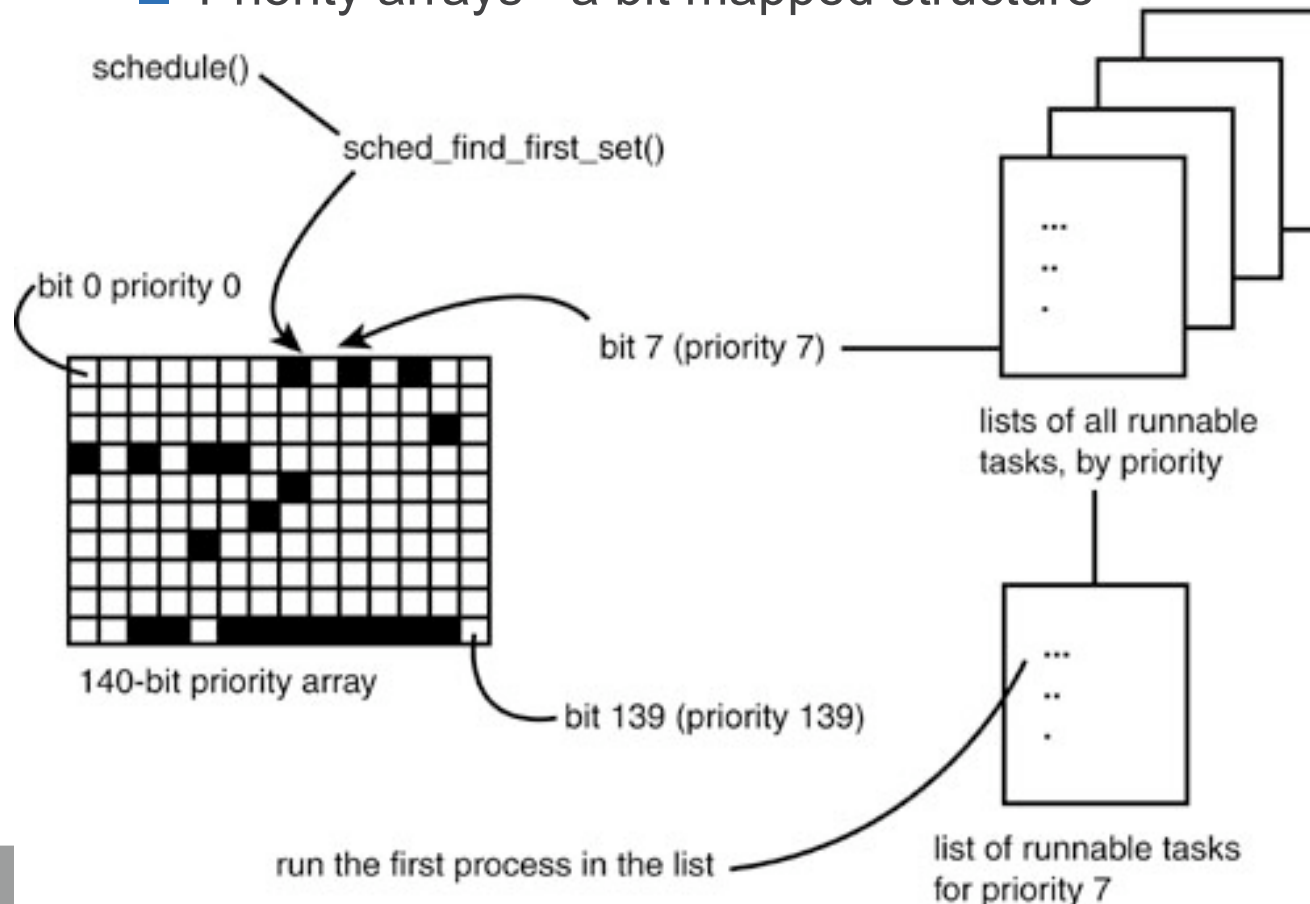 Priority arrays - a bit mapped structure
schedule()
sched_find_first_set()
bit 0 priority 0
bit 7 (priority 7)
...
..
.
lists of all runnable
tasks, by priority
140-bit priority array
bit 139 (priority 139)
...
..
.
run the first process in the list
list of runnable tasks
for priority 7